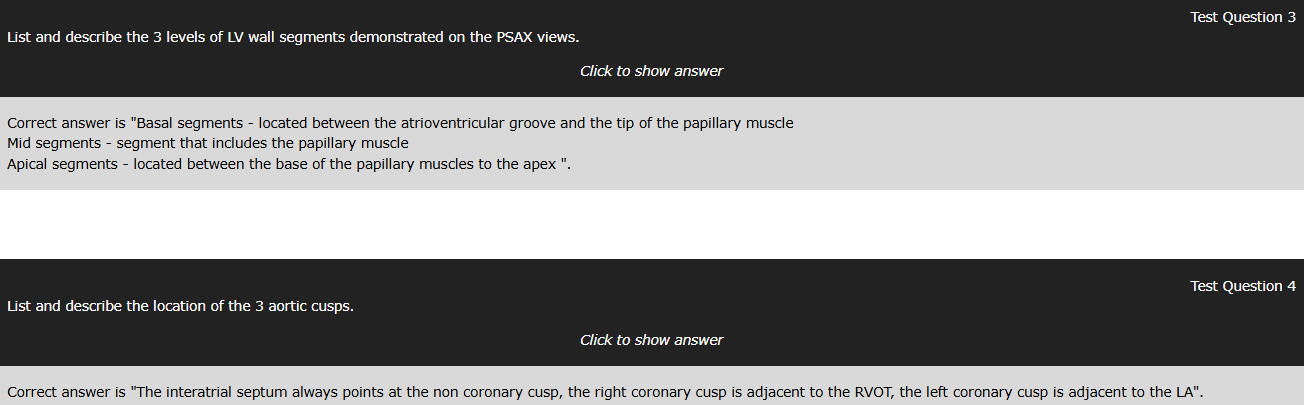 Test Question 3
List and describe the 3 levels of LV wall segments demonstrated on the PSAX views.
Click to show answer
Correct answer is "Basal segments - located between the atrioventricular groove and the tip of the papillary muscle
Mid segments - segment that includes the papillary muscle
Apical segments - located between the base of the papillary muscles to the apex ".
Test Question 4
List and describe the location of the 3 aortic cusps.
Click to show answer
Correct answer is "The interatrial septum always points at the non coronary cusp, the right coronary cusp is adjacent to the RVOT, the left coronary cusp is adjacent to the LA".